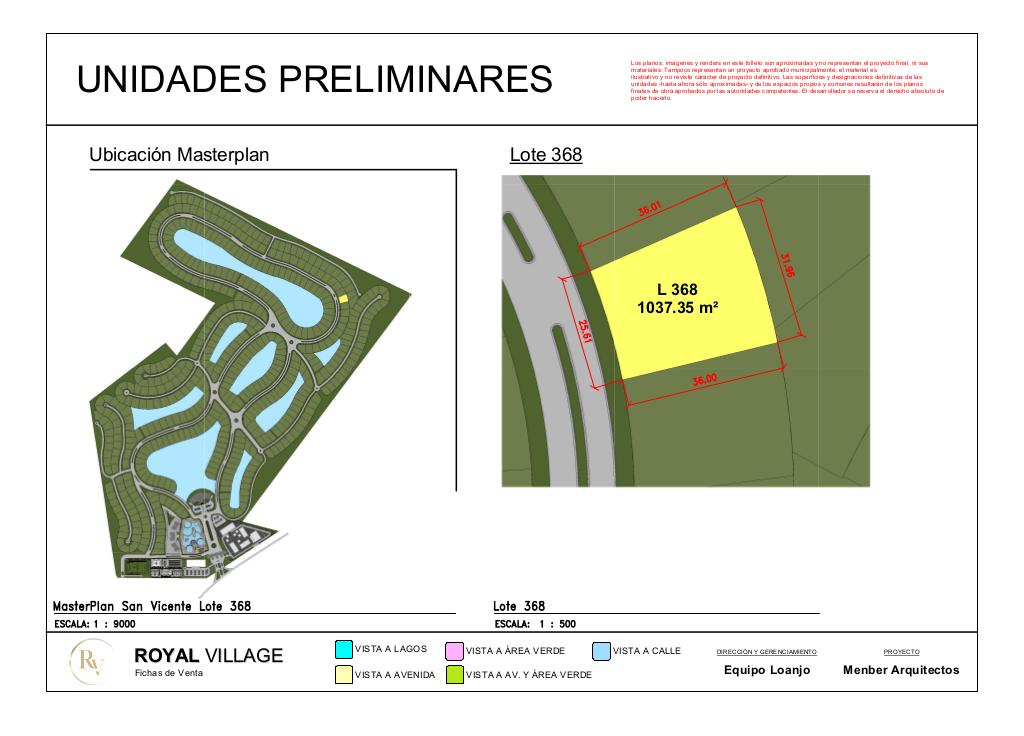 UNIDADES PRELIMINARES
Los planos, imágenes y renders en este folleto son aproximadas y no representan el proyecto final, ni sus
materiales. Tampoco representan un proyecto aprobado municipalmente, el material es
ilustrativo y no reviste carácter de proyecto definitivo. Las superficies y designaciones definitivas de las
unidades -hasta ahora sólo aproximadas- y de los espacios propios y comunes resultarán de los planos
finales de obra aprobados por las autoridades competentes. El desarrollador se reserva el derecho absoluto de
poder hacerlo.
Ubicación Masterplan
Lote 368
36.01
31.96
L 368
1037.35 m²
25.61
36.00
MasterPlan San Vicente Lote 368
ESCALA: 1 : 9000
Lote 368
ESCALA: 1 : 500
RV
ROYAL VILLAGE
Fichas de Venta
VISTA A LAGOS
VISTA A ÁREA VERDE
VISTA A CALLE
VISTA A AVENIDA
VISTA A AV. Y ÁREA VERDE
DIRECCIÓN Y GERENCIAMIENTO
Equipo Loanjo
PROYECTO
Menber Arquitectos